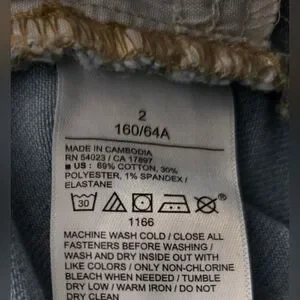 2
160/64A
MADE IN CAMBODIA
RN 54023 / CA 17897
■ US: 69% COTTON, 30%
POLYESTER, 1% SPANDEX /
ELASTANE
30
1166
MACHINE WASH COLD / CLOSE ALL
FASTENERS BEFORE WASHING /
WASH AND DRY INSIDE OUT WITH
LIKE COLORS / ONLY NON-CHLORINE
BLEACH WHEN NEEDED / TUMBLE
DRY LOW / WARM IRON / DO NOT
DRY CLEAN